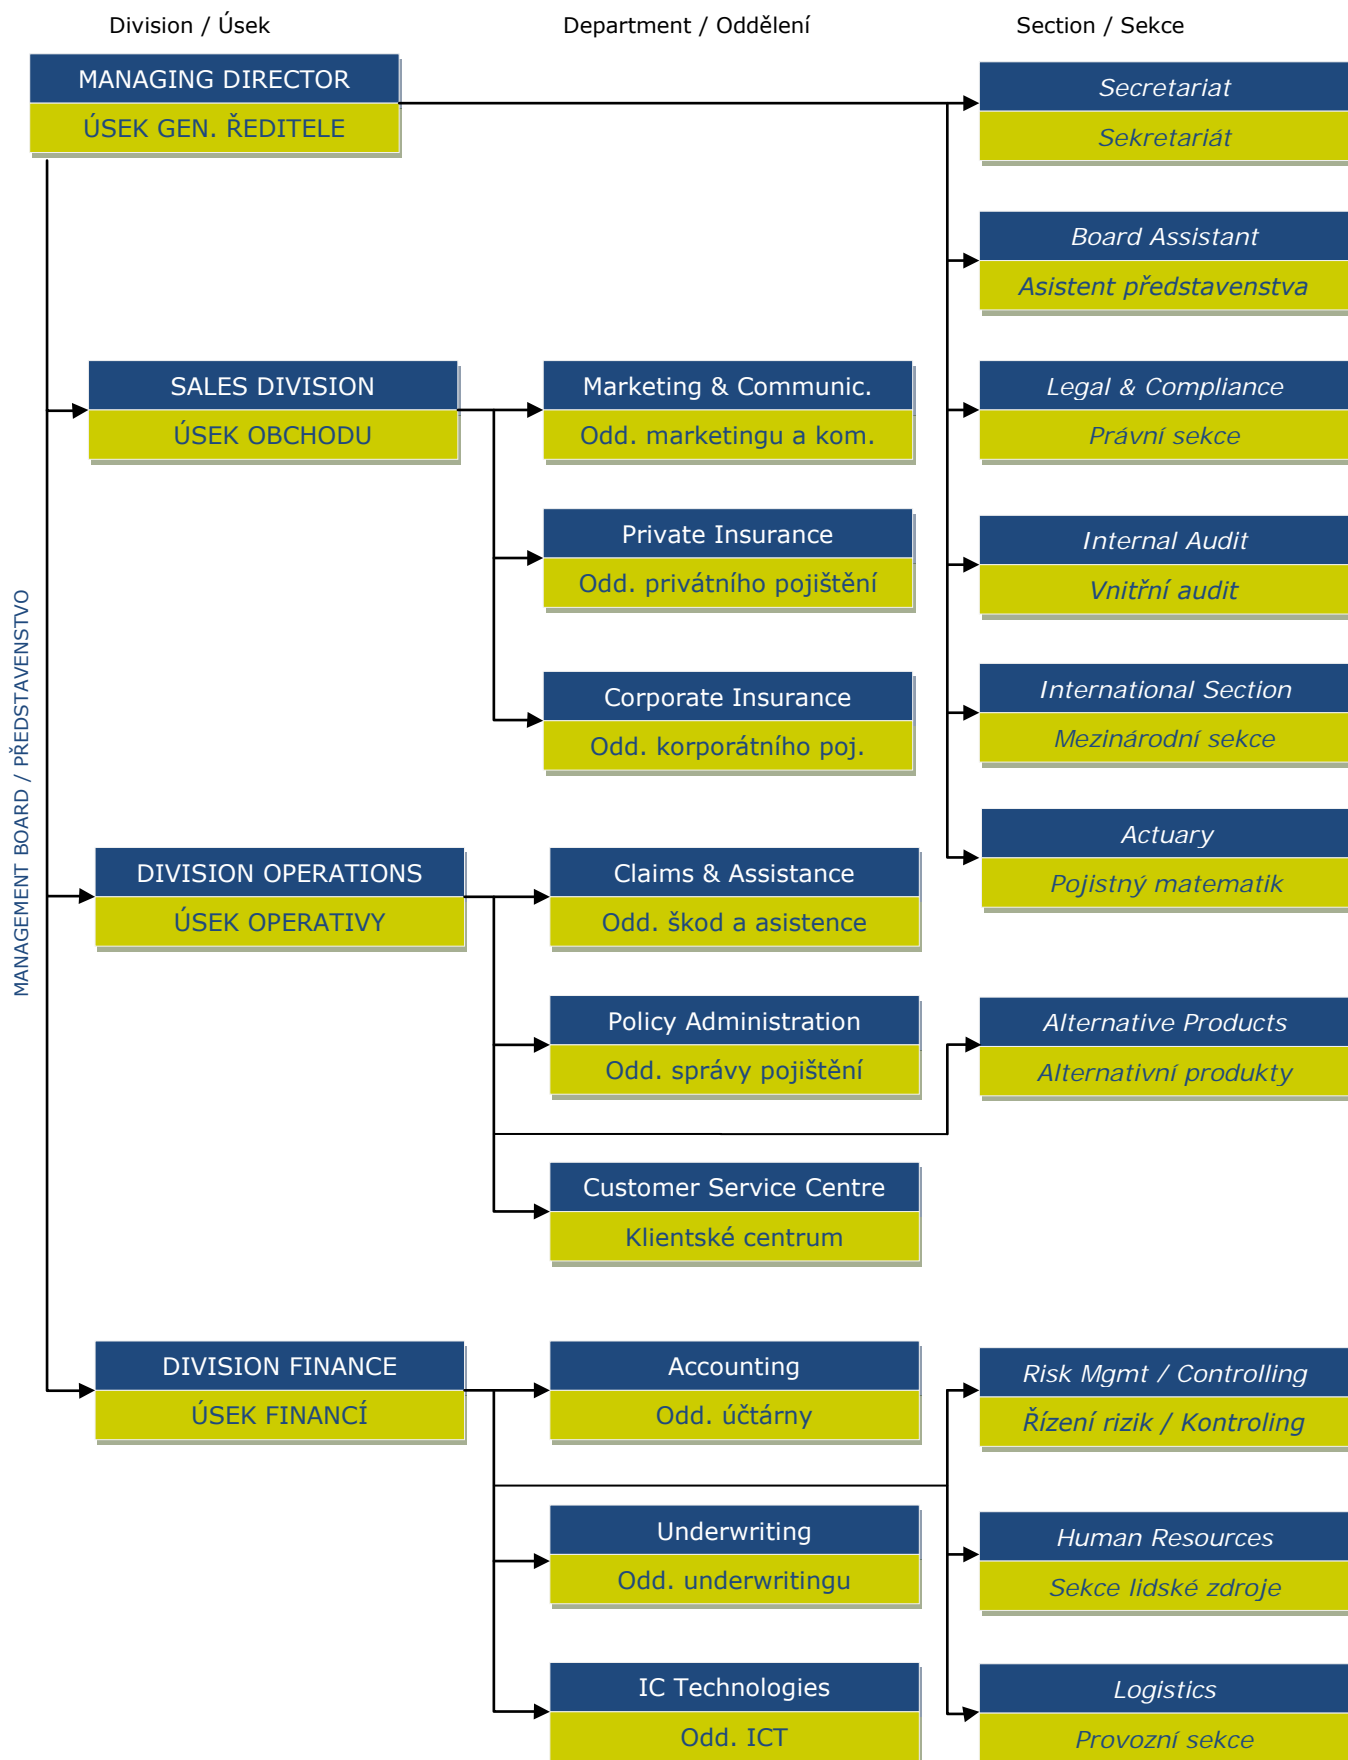 Division / Úsek
Department / Oddělení
Section / Sekce
MANAGING DIRECTOR
ÚSEK GEN. ŘEDITELE
Secretariat
Sekretariát
Board Assistant
Asistent představenstva
SALES DIVISION
ÚSEK OBCHODU
Marketing & Communic.
Odd. marketingu a kom.
Legal & Compliance
Právní sekce
Private Insurance
Odd. privátního pojištění
Internal Audit
Vnitřní audit
MANAGEMENT BOARD / PŘEDSTAVENSTVO
Corporate Insurance
Odd. korporátního poj.
International Section
Mezinárodní sekce
Actuary
Pojistný matematik
DIVISION OPERATIONS
ÚSEK OPERATIVY
Claims & Assistance
Odd. škod a asistence
Policy Administration
Odd. správy pojištění
Alternative Products
Alternativní produkty
Customer Service Centre
Klientské centrum
DIVISION FINANCE
ÚSEK FINANCÍ
Accounting
Odd. účtárny
Risk Mgmt / Controlling
Řízení rizik / Kontroling
Underwriting
Odd. underwritingu
Human Resources
Sekce lidské zdroje
IC Technologies
Odd. ICT
Logistics
Provozní sekce